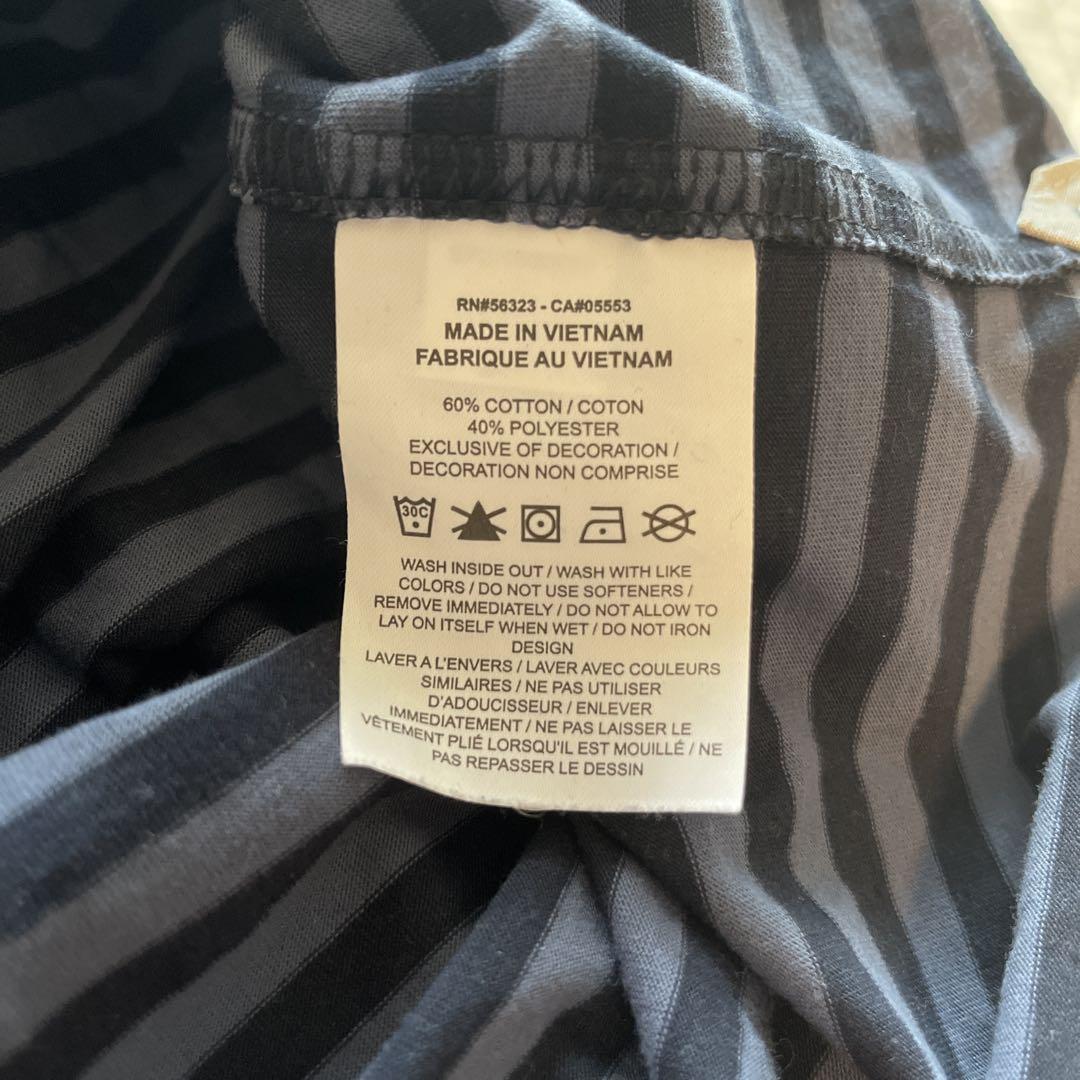 RN#56323 - CA#05553
MADE IN VIETNAM
FABRIQUE AU VIETNAM
60% COTTON / COTON
40% POLYESTER
EXCLUSIVE OF DECORATION /
DECORATION NON COMPRISE
30C
WASH INSIDE OUT / WASH WITH LIKE
COLORS / DO NOT USE SOFTENERS /
REMOVE IMMEDIATELY / DO NOT ALLOW TO
LAY ON ITSELF WHEN WET / DO NOT IRON
DESIGN
LAVER A L'ENVERS / LAVER AVEC COULEURS
SIMILAIRES / NE PAS UTILISER
D'ADOUCISSEUR / ENLEVER
IMMEDIATEMENT / NE PAS LAISSER LE
VÊTEMENT PLIÉ LORSQU'IL EST MOUILLÉ / NE
PAS REPASSER LE DESSIN